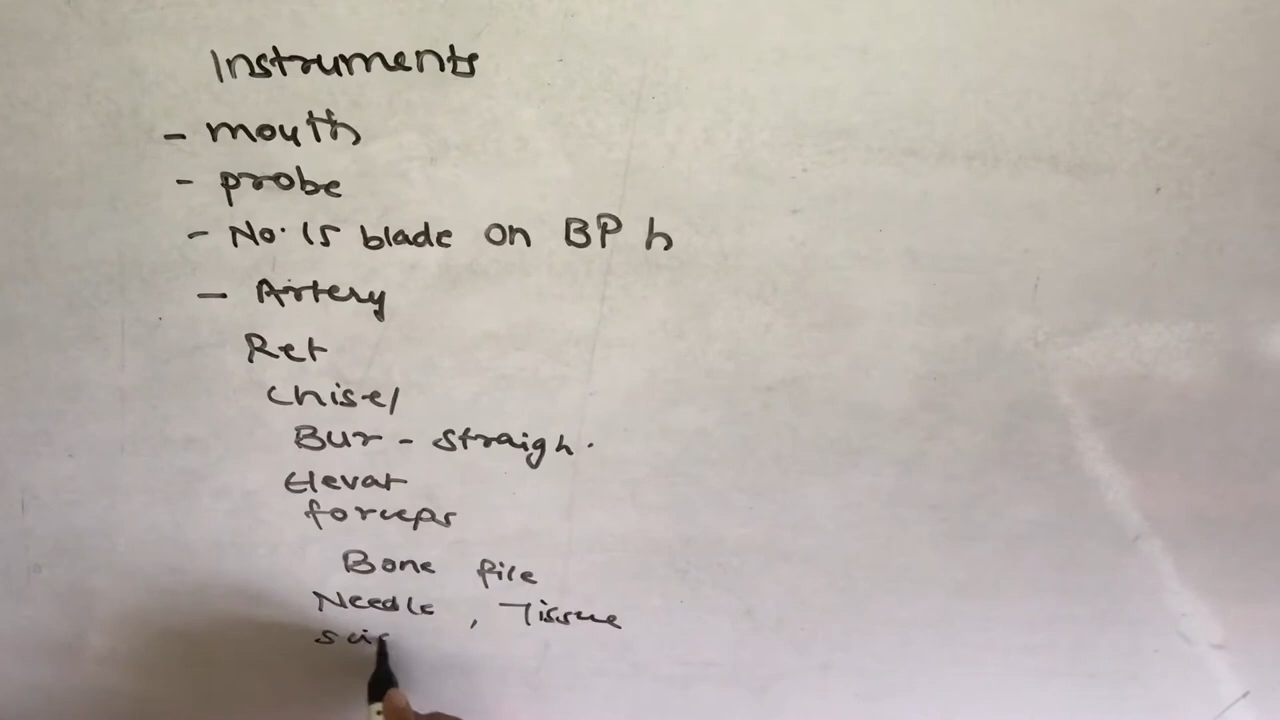 Instruments
- mouth
- probe
- No. 15 blade on BP h
- Artery
Ret
Chisel
Bur - straigh.
Elevat
forceps
Bone file
Needle, Tissue
scis